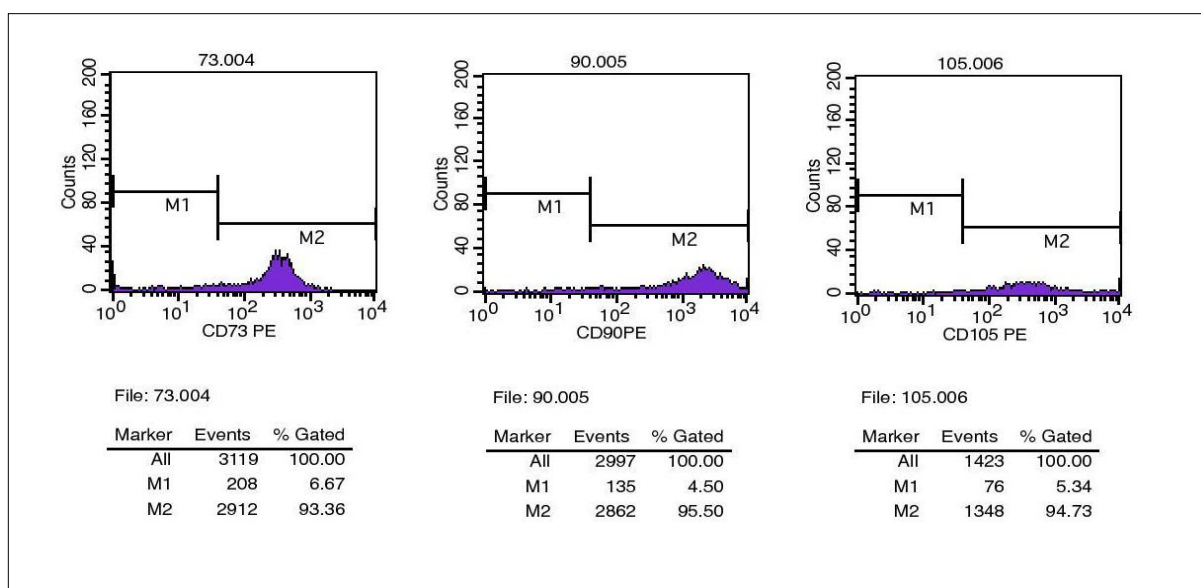 73.004
200
160
120
80
40
0
Counts
M1
M2
10^0 10^1 10^2 10^3 10^4
CD73 PE
90.005
200
160
120
80
40
0
Counts
M1
M2
10^0 10^1 10^2 10^3 10^4
CD90PE
105.006
200
160
120
80
40
0
Counts
M1
M2
10^0 10^1 10^2 10^3 10^4
CD105 PE
File: 73.004
Marker Events % Gated
All 3119 100.00
M1 208 6.67
M2 2912 93.36
File: 90.005
Marker Events % Gated
All 2997 100.00
M1 135 4.50
M2 2862 95.50
File: 105.006
Marker Events % Gated
All 1423 100.00
M1 76 5.34
M2 1348 94.73